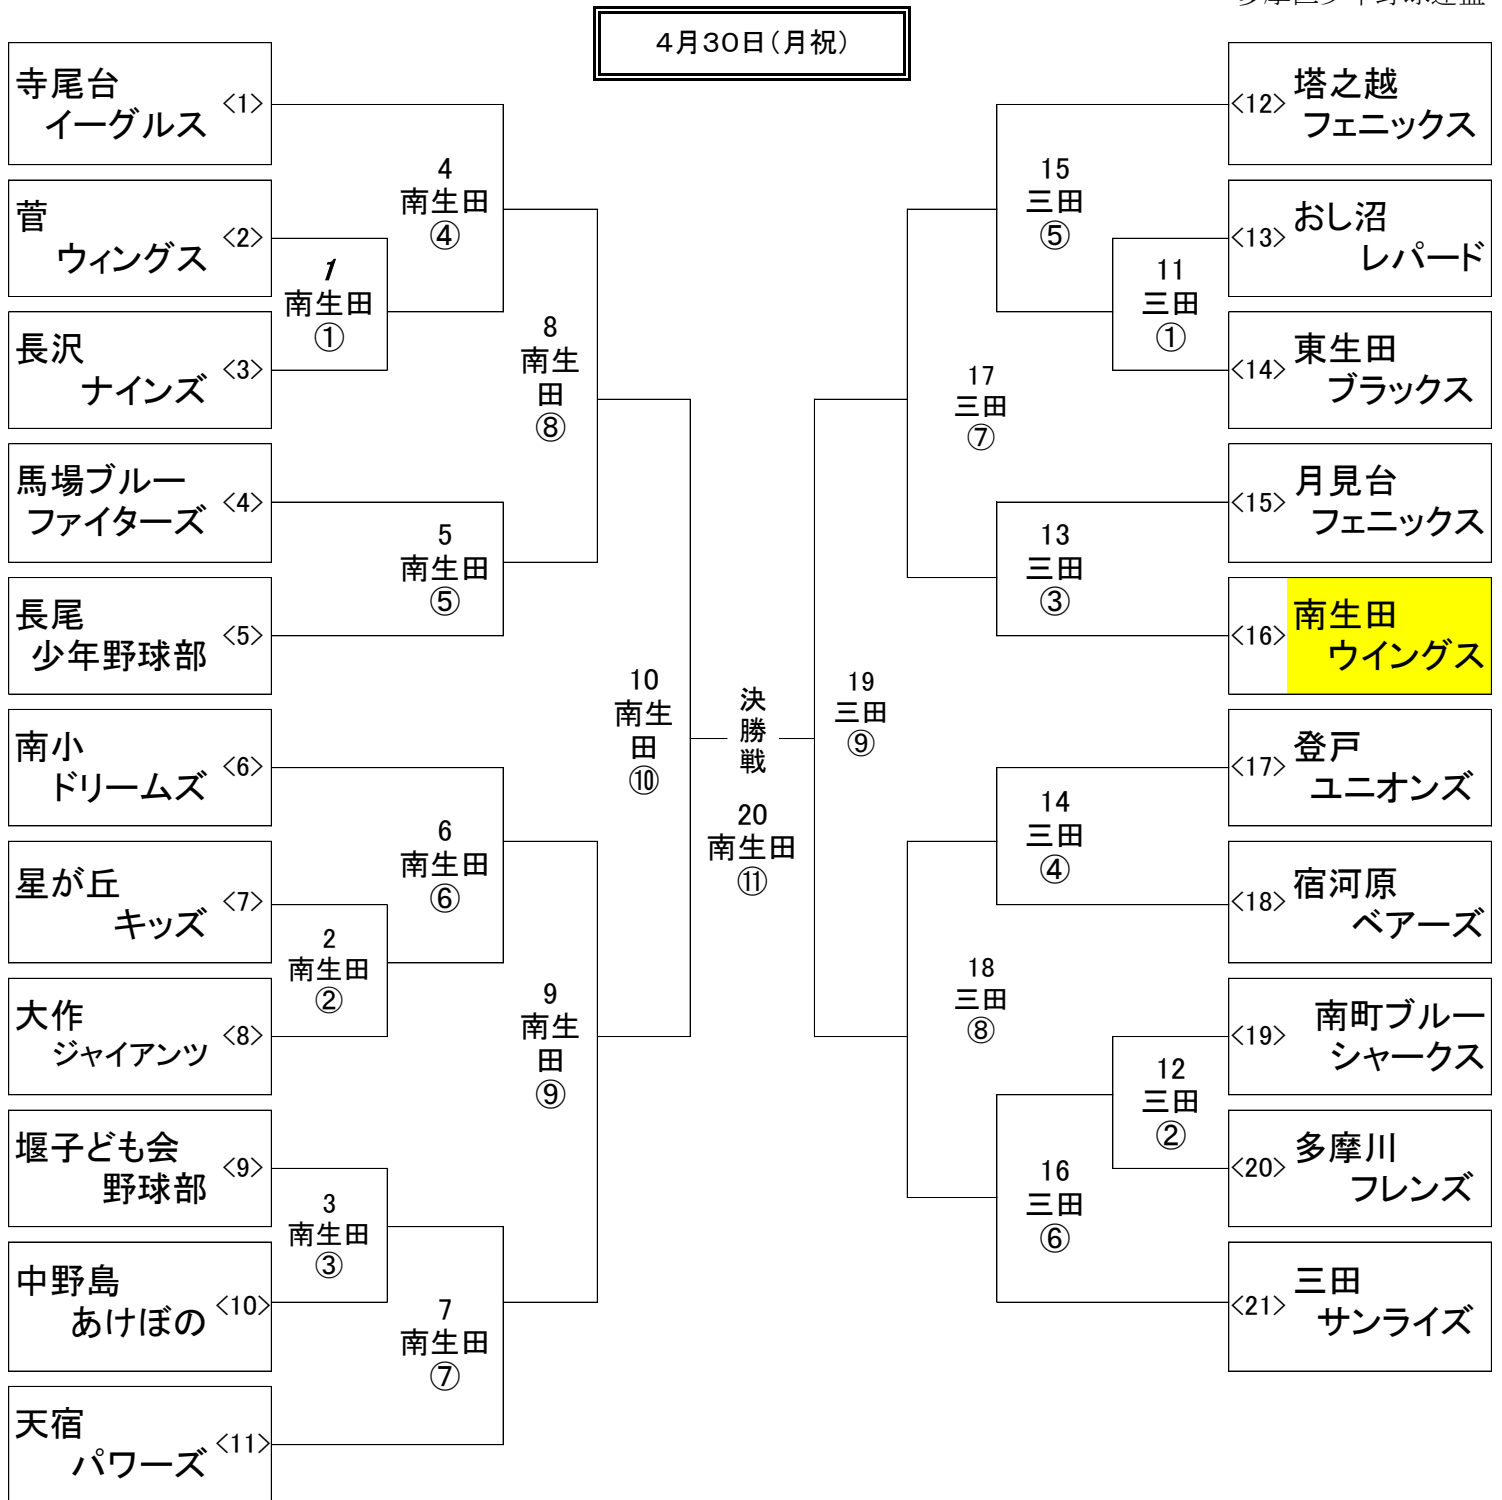 4月30日（月祝）
寺尾台
イーグルス
<1>
菅
ウィングス
<2>
長沢
ナインズ
<3>
馬場ブルー
ファイターズ
<4>
長尾
少年野球部
<5>
南小
ドリームズ
<6>
星が丘
キッズ
<7>
大作
ジャイアンツ
<8>
堰子ども会
野球部
<9>
中野島
あけぼの
<10>
天宿
パワーズ
<11>
1
南生田
①
2
南生田
②
3
南生田
③
4
南生田
④
5
南生田
⑤
6
南生田
⑥
7
南生田
⑦
8
南生
田
⑧
9
南生
田
⑨
10
南生
田
⑩
決
勝
戦
20
南生田
⑪
19
三田
⑨
17
三田
⑦
18
三田
⑧
15
三田
⑤
13
三田
③
14
三田
④
16
三田
⑥
11
三田
①
12
三田
②
<12>
塔之越
フェニックス
<13>
おし沼
レパード
<14>
東生田
ブラックス
<15>
月見台
フェニックス
<16>
南生田
ウイングス
<17>
登戸
ユニオンズ
<18>
宿河原
ベアーズ
<19>
南町ブルー
シャークス
<20>
多摩川
フレンズ
<21>
三田
サンライズ